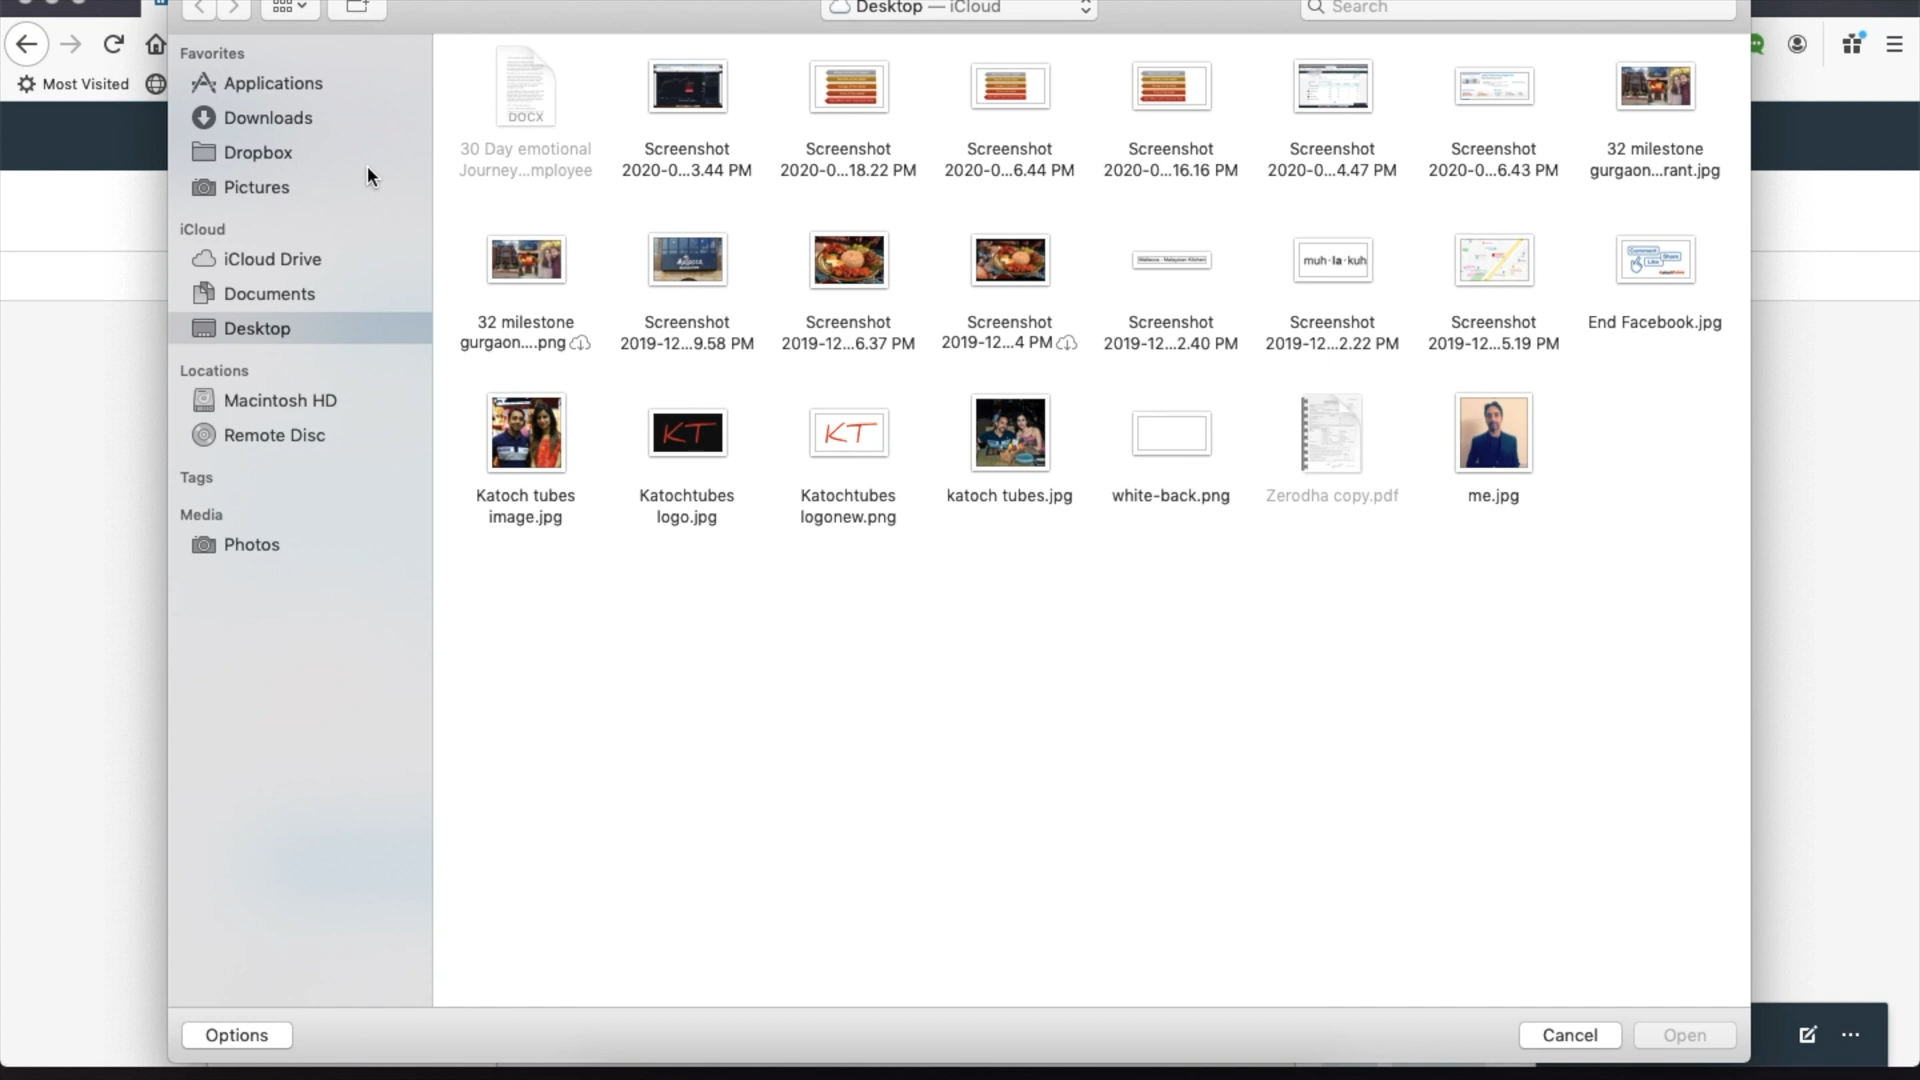 Desktop — iCloud
Search
Most Visited
Favorites
Applications
Downloads
Dropbox
Pictures
iCloud
iCloud Drive
Documents
Desktop
Locations
Macintosh HD
Remote Disc
Tags
Media
Photos
DOCX
30 Day emotional
Journey...mployee
Screenshot
2020-0...3.44 PM
Screenshot
2020-0...18.22 PM
Screenshot
2020-0...6.44 PM
Screenshot
2020-0...16.16 PM
Screenshot
2020-0...4.47 PM
Screenshot
2020-0...6.43 PM
32 milestone
gurgaon...rant.jpg
32 milestone
gurgaon....png
Screenshot
2019-12...9.58 PM
Screenshot
2019-12...6.37 PM
Screenshot
2019-12...4 PM
Screenshot
2019-12...2.40 PM
muh·la·kuh
Screenshot
2019-12...2.22 PM
Screenshot
2019-12...5.19 PM
Comment
Share
Like
End Facebook.jpg
Katoch tubes
image.jpg
KT
Katochtubes
logo.jpg
KT
Katochtubes
logonew.png
katoch tubes.jpg
white-back.png
Zerodha copy.pdf
me.jpg
Options
Cancel
Open